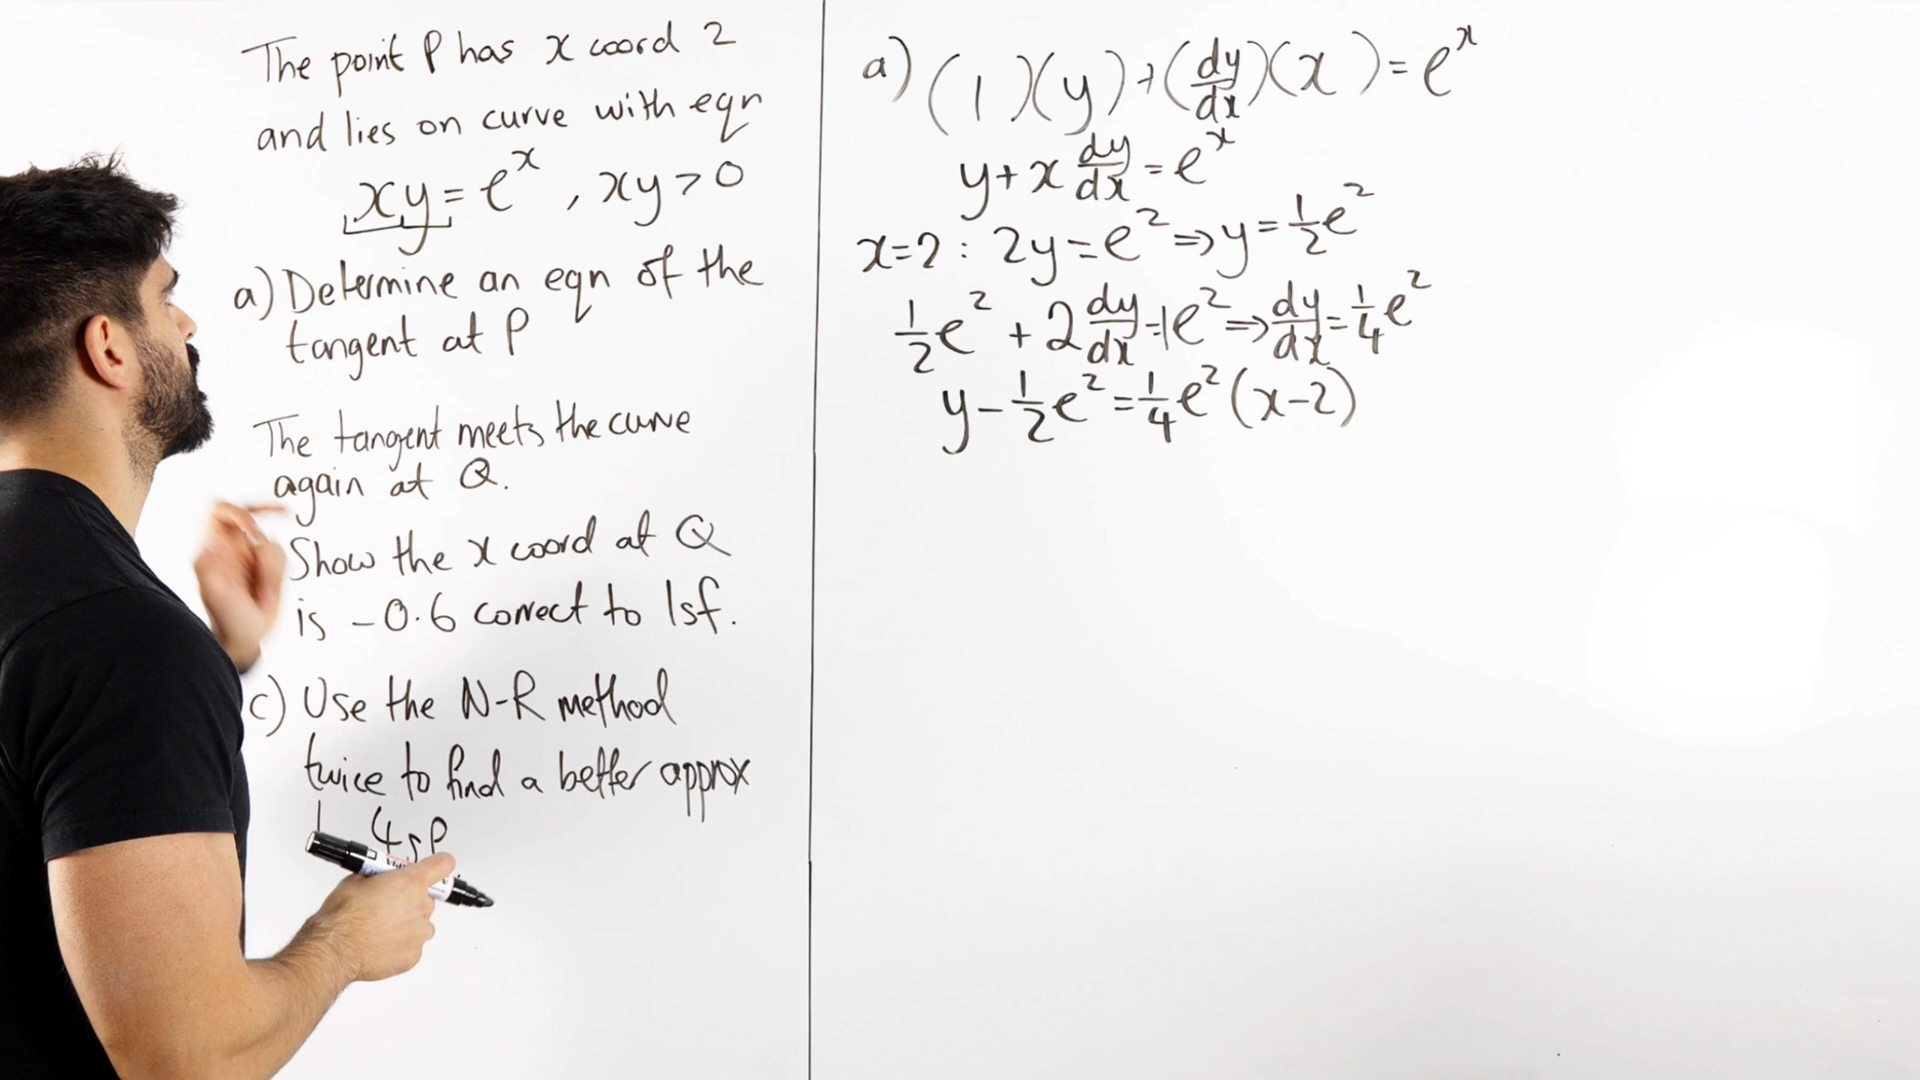 The point P has x coord 2
and lies on curve with eqn
xy = e^x , xy > 0
a) Determine an eqn of the
tangent at P
The tangent meets the curve
again at Q.
Show the x coord at Q
is -0.6 correct to 1sf.
c) Use the N-R method
twice to find a better approx
4
a) (1)(y) + (dy/dx)(x) = e^x
y + x dy/dx = e^x
x=2 : 2y = e^2 ⇒ y = 1/2 e^2
1/2 e^2 + 2 dy/dx = 1e^2 ⇒ dy/dx = 1/4 e^2
y - 1/2 e^2 = 1/4 e^2 (x-2)